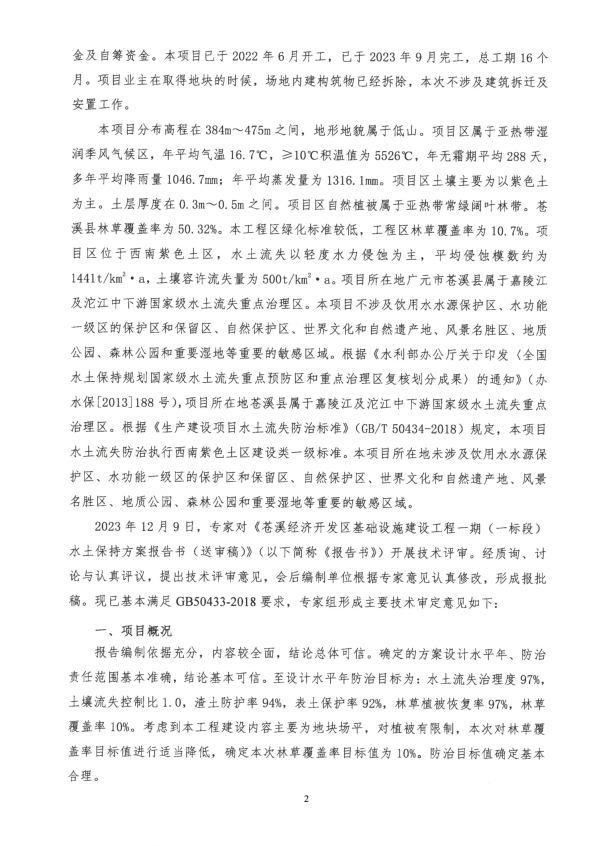 金及自筹资金。本项目已于 2022 年 6 月开工，已于 2023 年 9 月完工，总工期 16 个
月。项目业主在取得地块的时候，场地内建构筑物已经拆除，本次不涉及建筑拆迁及
安置工作。
本项目分布高程在 384m～475m 之间，地形地貌属于低山。项目区属于亚热带湿
润季风气候区，年平均气温 16.7℃，≥10℃积温值为 5526℃，年无霜期平均 288 天，
多年平均降雨量 1046.7mm；年平均蒸发量为 1316.1mm。项目区土壤主要为以紫色土
为主。土层厚度在 0.3m～0.5m 之间。项目区自然植被属于亚热带常绿阔叶林带。苍
溪县林草覆盖率为 50.32%。本工程区绿化标准较低，工程区林草覆盖率为 10.7%。项
目区位于西南紫色土区，水土流失以轻度水力侵蚀为主，平均侵蚀模数约为
1441t/km²·a，土壤容许流失量为 500t/km²·a。项目所在地广元市苍溪县属于嘉陵江
及沱江中下游国家级水土流失重点治理区。本项目不涉及饮用水水源保护区、水功能
一级区的保护区和保留区、自然保护区、世界文化和自然遗产地、风景名胜区、地质
公园、森林公园和重要湿地等重要的敏感区域。根据《水利部办公厅关于印发〈全国
水土保持规划国家级水土流失重点预防区和重点治理区复核划分成果〉的通知》（办
水保[2013]188 号），项目所在地苍溪县属于嘉陵江及沱江中下游国家级水土流失重点
治理区。根据《生产建设项目水土流失防治标准》（GB/T 50434-2018）规定，本项目
水土流失防治执行西南紫色土区建设类一级标准。本项目所在地未涉及饮用水水源保
护区、水功能一级区的保护区和保留区、自然保护区、世界文化和自然遗产地、风景
名胜区、地质公园、森林公园和重要湿地等重要的敏感区域。
2023 年 12 月 9 日，专家对《苍溪经济开发区基础设施建设工程一期（一标段）
水土保持方案报告书（送审稿）》（以下简称《报告书》）开展技术评审。经质询、讨
论与认真评议，提出技术评审意见，会后编制单位根据专家意见认真修改，形成报批
稿。现已基本满足 GB50433-2018 要求，专家组形成主要技术审定意见如下：
一、项目概况
报告编制依据充分，内容较全面，结论总体可信。确定的方案设计水平年、防治
责任范围基本准确，结论基本可信。至设计水平年防治目标为：水土流失治理度 97%，
土壤流失控制比 1.0，渣土防护率 94%，表土保护率 92%，林草植被恢复率 97%，林草
覆盖率 10%。考虑到本工程建设内容主要为地块场平，对植被有限制，本次对林草覆
盖率目标值进行适当降低，确定本次林草覆盖率目标值为 10%。防治目标值确定基本
合理。
2